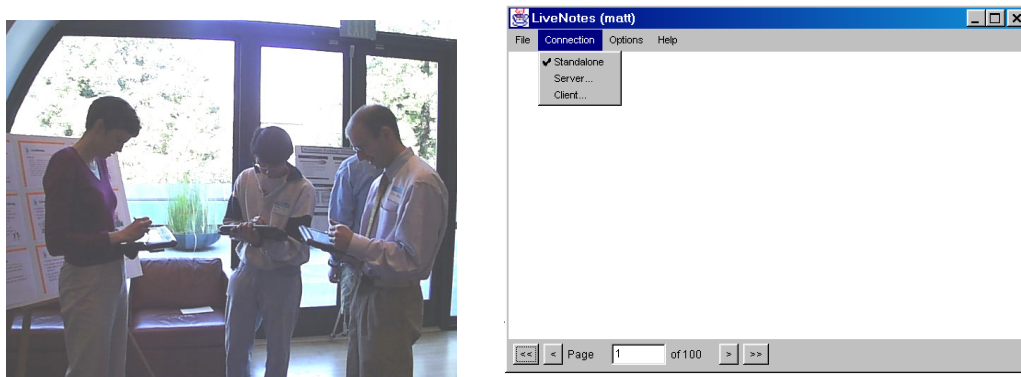 LiveNotes (matt)
File Connection Options Help
Standalone
Server...
Client...
<< < Page 1 of 100 > >>